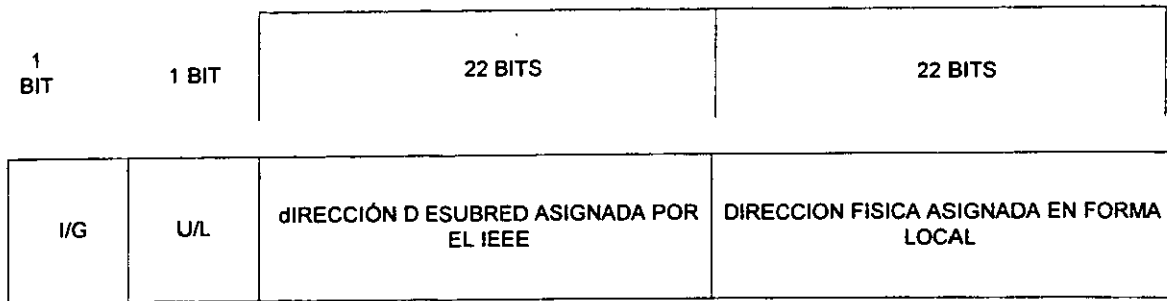 1
BIT
1 BIT
22 BITS
22 BITS
I/G
U/L
dIRECCIÓN D ESUBRED ASIGNADA POR
EL IEEE
DIRECCION FISICA ASIGNADA EN FORMA
LOCAL